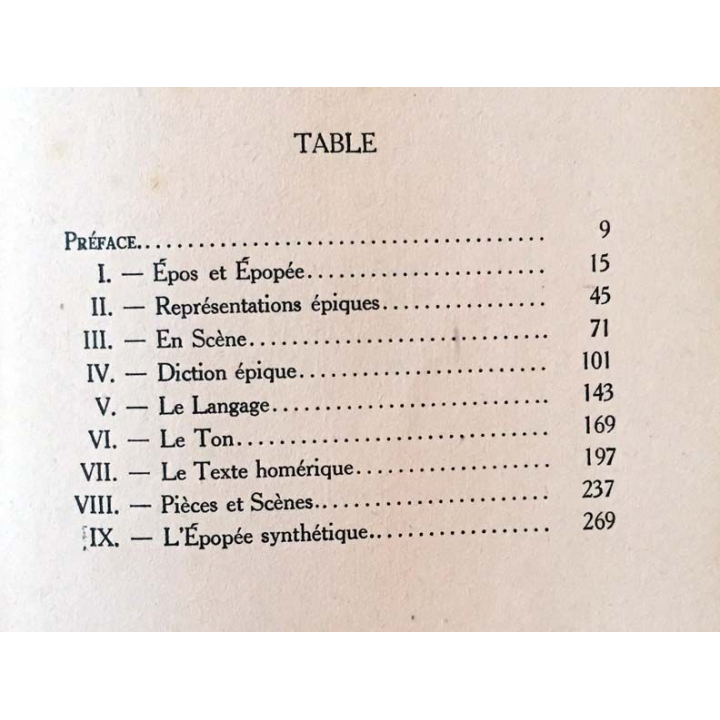 TABLE
PRÉFACE........................................ 9
I. — Épos et Épopée........................ 15
II. — Représentations épiques................ 45
III. — En Scène.............................. 71
IV. — Diction épique........................ 101
V. — Le Langage........................... 143
VI. — Le Ton.............................. 169
VII. — Le Texte homérique.................. 197
VIII. — Pièces et Scènes..................... 237
IX. — L'Épopée synthétique................. 269